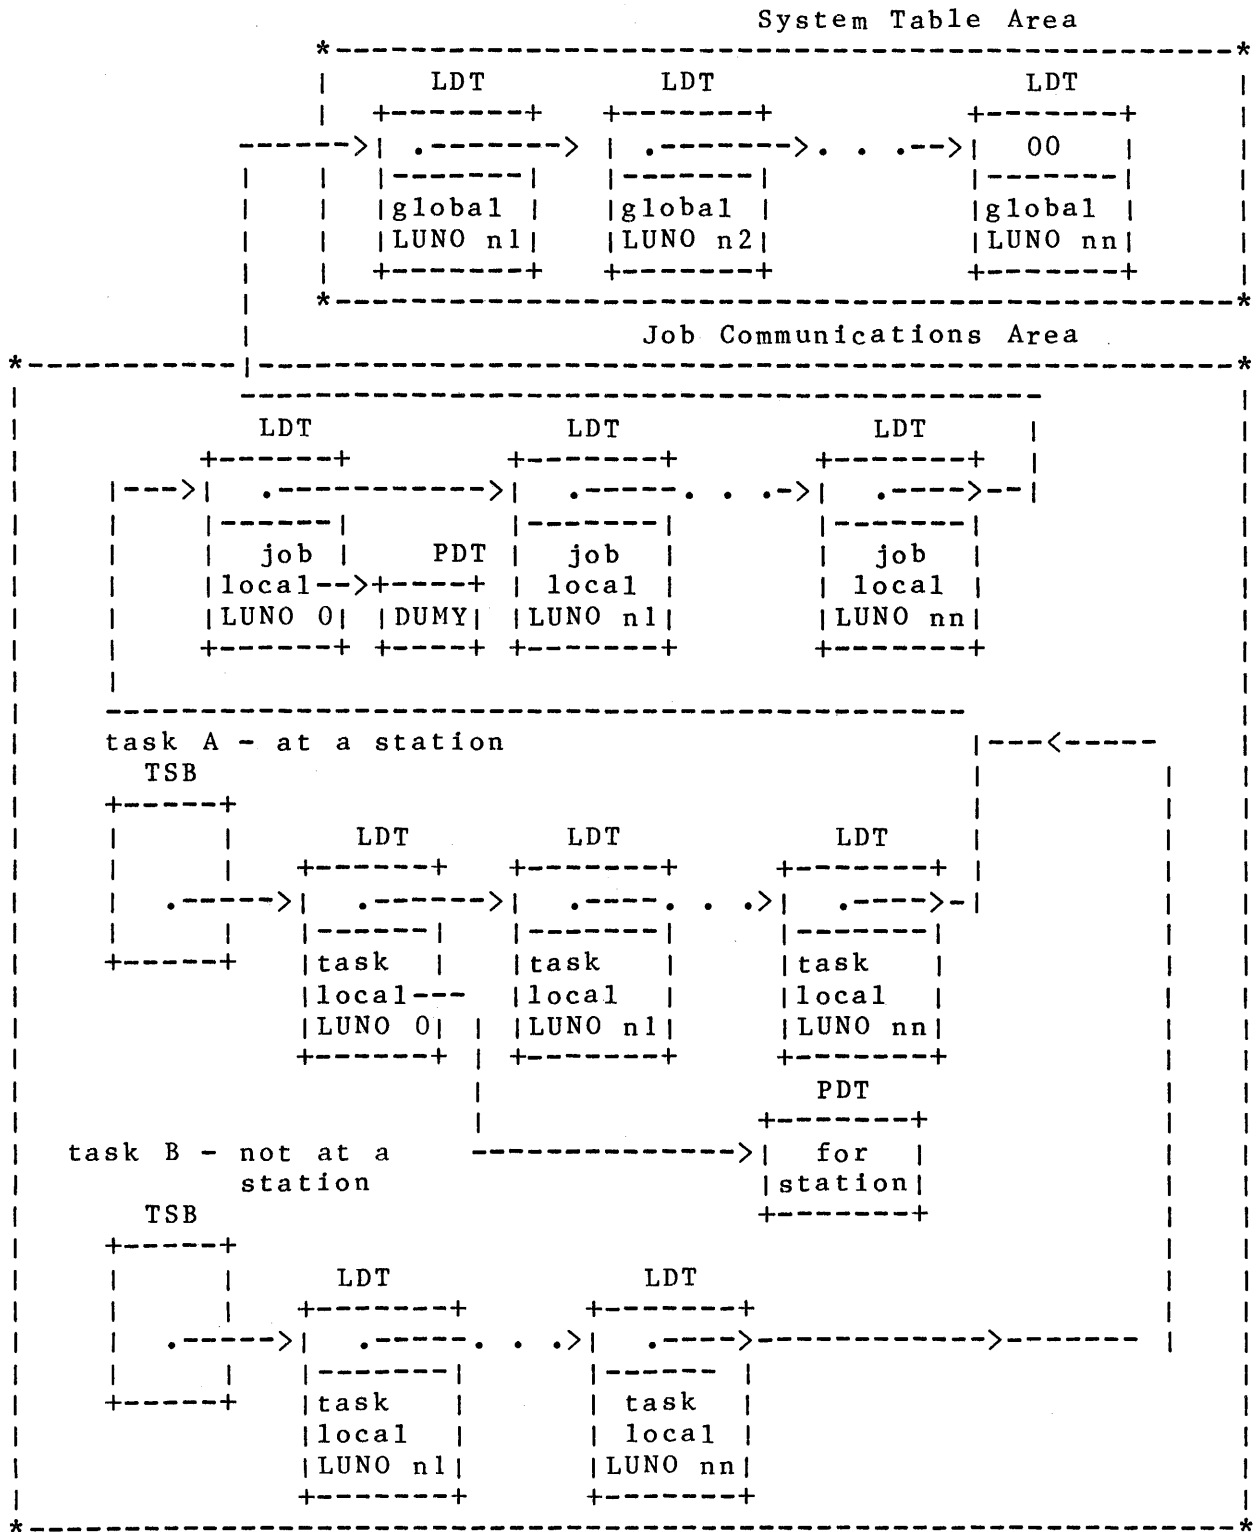 System Table Area
*-----------------------------------------------*
LDT LDT LDT
+-------+ +-------+ +-------+
------>| .-------> | .------->. . .-->| 00 |
|-------| |-------| |-------|
|global | |global | |global |
|LUNO n1| |LUNO n2| |LUNO nn|
+-------+ +-------+ +-------+
*-----------------------------------------------*
Job Communications Area
*-----------|---------------------------------------------------*
------------------------------------------
LDT LDT LDT
+------+ +-------+ +-------+
|--->| .----------->| .-----. . .->| .---->--|
|------| |-------| |-------|
| job | PDT | job | | job |
|local-->+----+ | local | | local |
|LUNO 0| |DUMY| |LUNO n1| |LUNO nn|
+------+ +----+ +-------+ +-------+
---------------------------------------------
task A - at a station |---<-----
TSB
+-----+
| | LDT LDT LDT
| | +------+ +-------+ +-------+
| .----->| .------>| .----. . .>| .---->-|
| | |------| |-------| |-------|
+-----+ |task | |task | |task |
|local--- |local | |local |
|LUNO 0| | |LUNO n1| |LUNO nn|
+------+ | +-------+ +-------+
PDT
+-------+
task B - not at a -------------->| for |
station |station|
TSB +-------+
+-----+
| | LDT LDT
| | +-------+ +-------+
| .----->| .-----. . .>| .---->------------>------- |
| | |-------| |------ |
+-----+ |task | | task |
|local | | local |
|LUNO n1| |LUNO nn|
+-------+ +-------+
*---------------------------------------------------------------*